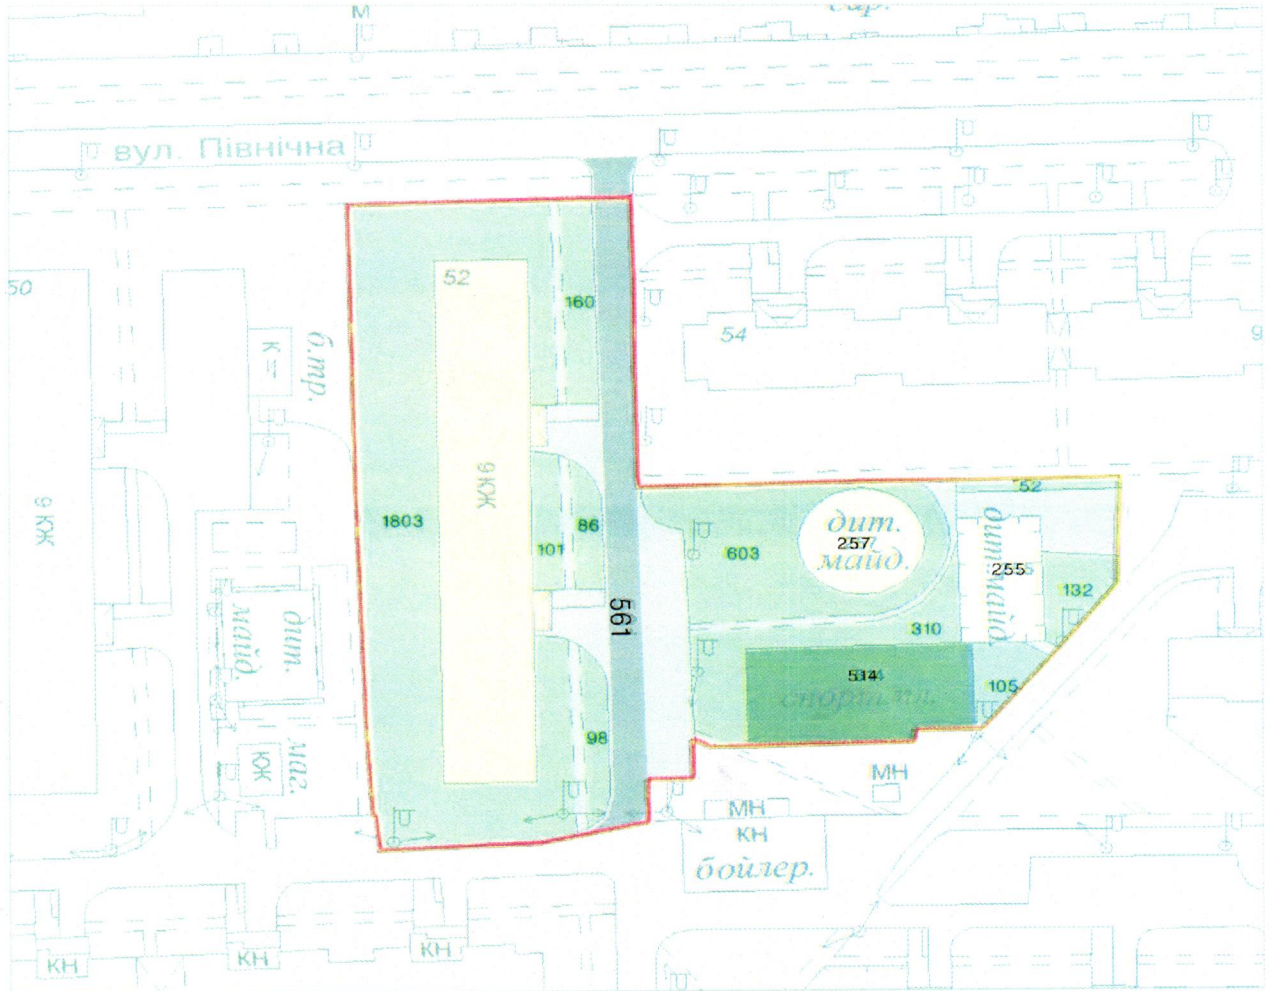 М
вул. Північна
50
52
160
54
9
К
б.тр.
9 КЖ
9 КЖ
1803
101
86
561
603
дит.
257
майд.
52
дит.майд.
255
132
310
514
спорт.пл.
105
98
дит.
майд.
маг.
КЖ
МН
МН
КН
бойлер.
КН
КН
КН